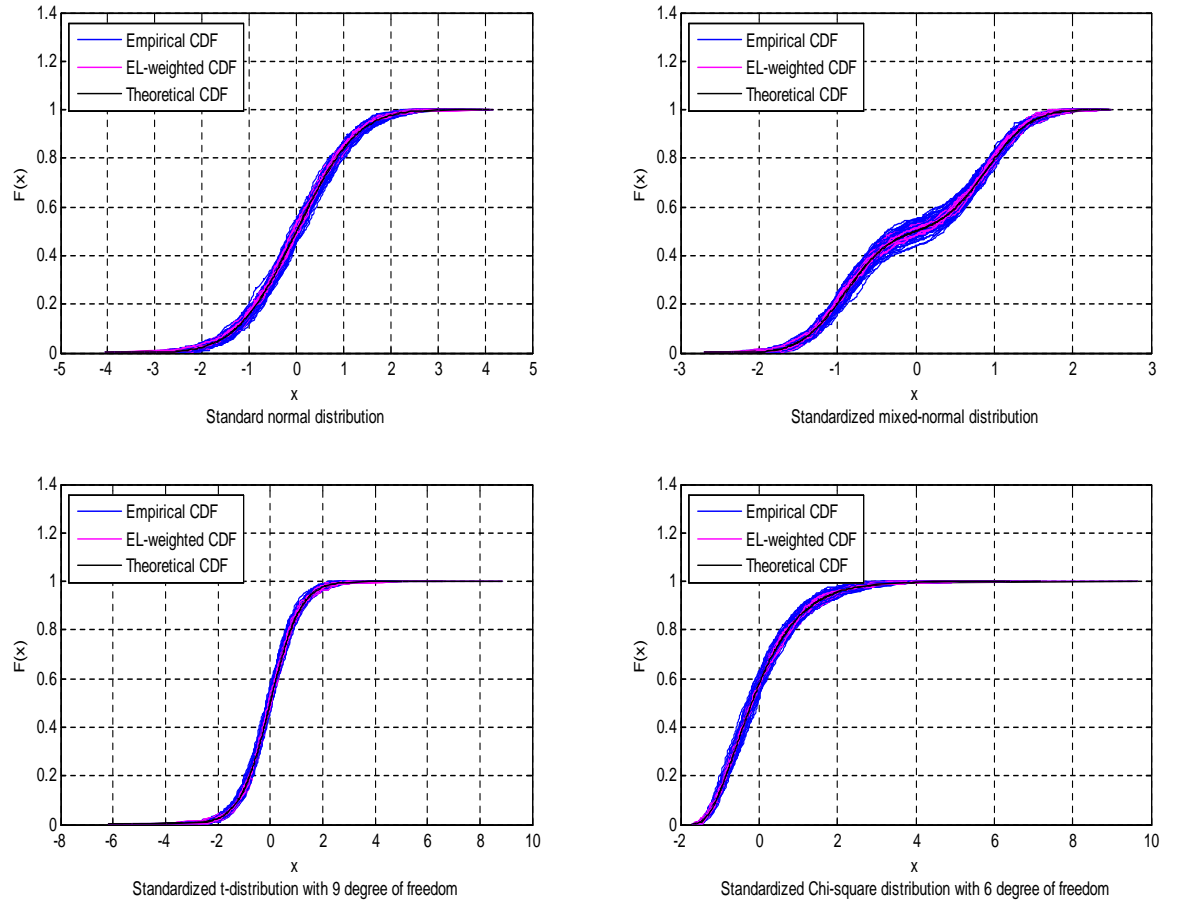 1.4
1.2
1
0.8
0.6
0.4
0.2
0
F(x)
Empirical CDF
EL-weighted CDF
Theoretical CDF
-5 -4 -3 -2 -1 0 1 2 3 4 5
x
Standard normal distribution
1.4
1.2
1
0.8
0.6
0.4
0.2
0
F(x)
Empirical CDF
EL-weighted CDF
Theoretical CDF
-3 -2 -1 0 1 2 3
x
Standardized mixed-normal distribution
1.4
1.2
1
0.8
0.6
0.4
0.2
0
F(x)
Empirical CDF
EL-weighted CDF
Theoretical CDF
-8 -6 -4 -2 0 2 4 6 8 10
x
Standardized t-distribution with 9 degree of freedom
1.4
1.2
1
0.8
0.6
0.4
0.2
0
F(x)
Empirical CDF
EL-weighted CDF
Theoretical CDF
-2 0 2 4 6 8 10
x
Standardized Chi-square distribution with 6 degree of freedom